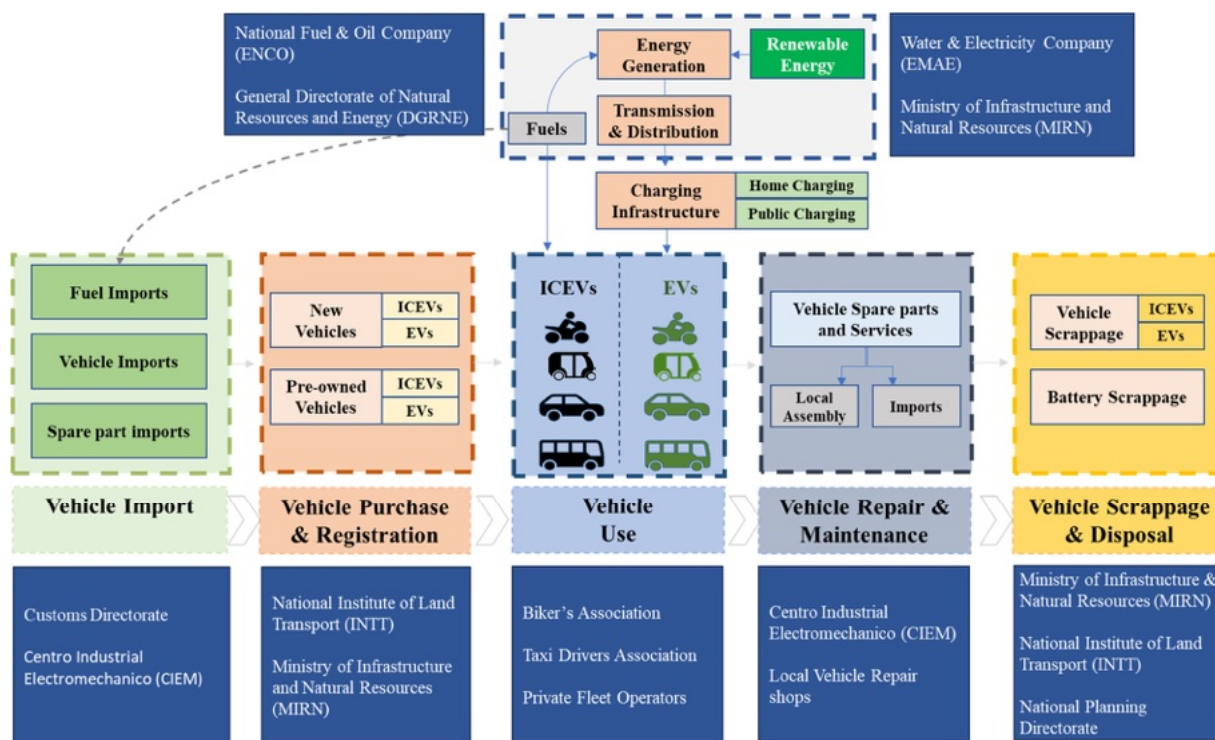 National Fuel & Oil Company
(ENCO)
General Directorate of Natural
Resources and Energy (DGRNE)
Energy
Generation
Renewable
Energy
Transmission
& Distribution
Fuels
Water & Electricity Company
(EMAE)
Ministry of Infrastructure and
Natural Resources (MIRN)
Charging
Infrastructure
Home Charging
Public Charging
Fuel Imports
Vehicle Imports
Spare part imports
New
Vehicles
ICEVs
EVs
Pre-owned
Vehicles
ICEVs
EVs
ICEVs
EVs
Vehicle Spare parts
and Services
Local
Assembly
Imports
Vehicle
Scrappage
ICEVs
EVs
Battery Scrappage
Vehicle Import
Vehicle Purchase
& Registration
Vehicle
Use
Vehicle Repair &
Maintenance
Vehicle Scrappage
& Disposal
Customs Directorate
Centro Industrial
Electromechanico (CIEM)
National Institute of Land
Transport (INTT)
Ministry of Infrastructure
and Natural Resources
(MIRN)
Biker's Association
Taxi Drivers Association
Private Fleet Operators
Centro Industrial
Electromechanico (CIEM)
Local Vehicle Repair
shops
Ministry of Infrastructure &
Natural Resources (MIRN)
National Institute of Land
Transport (INTT)
National Planning
Directorate